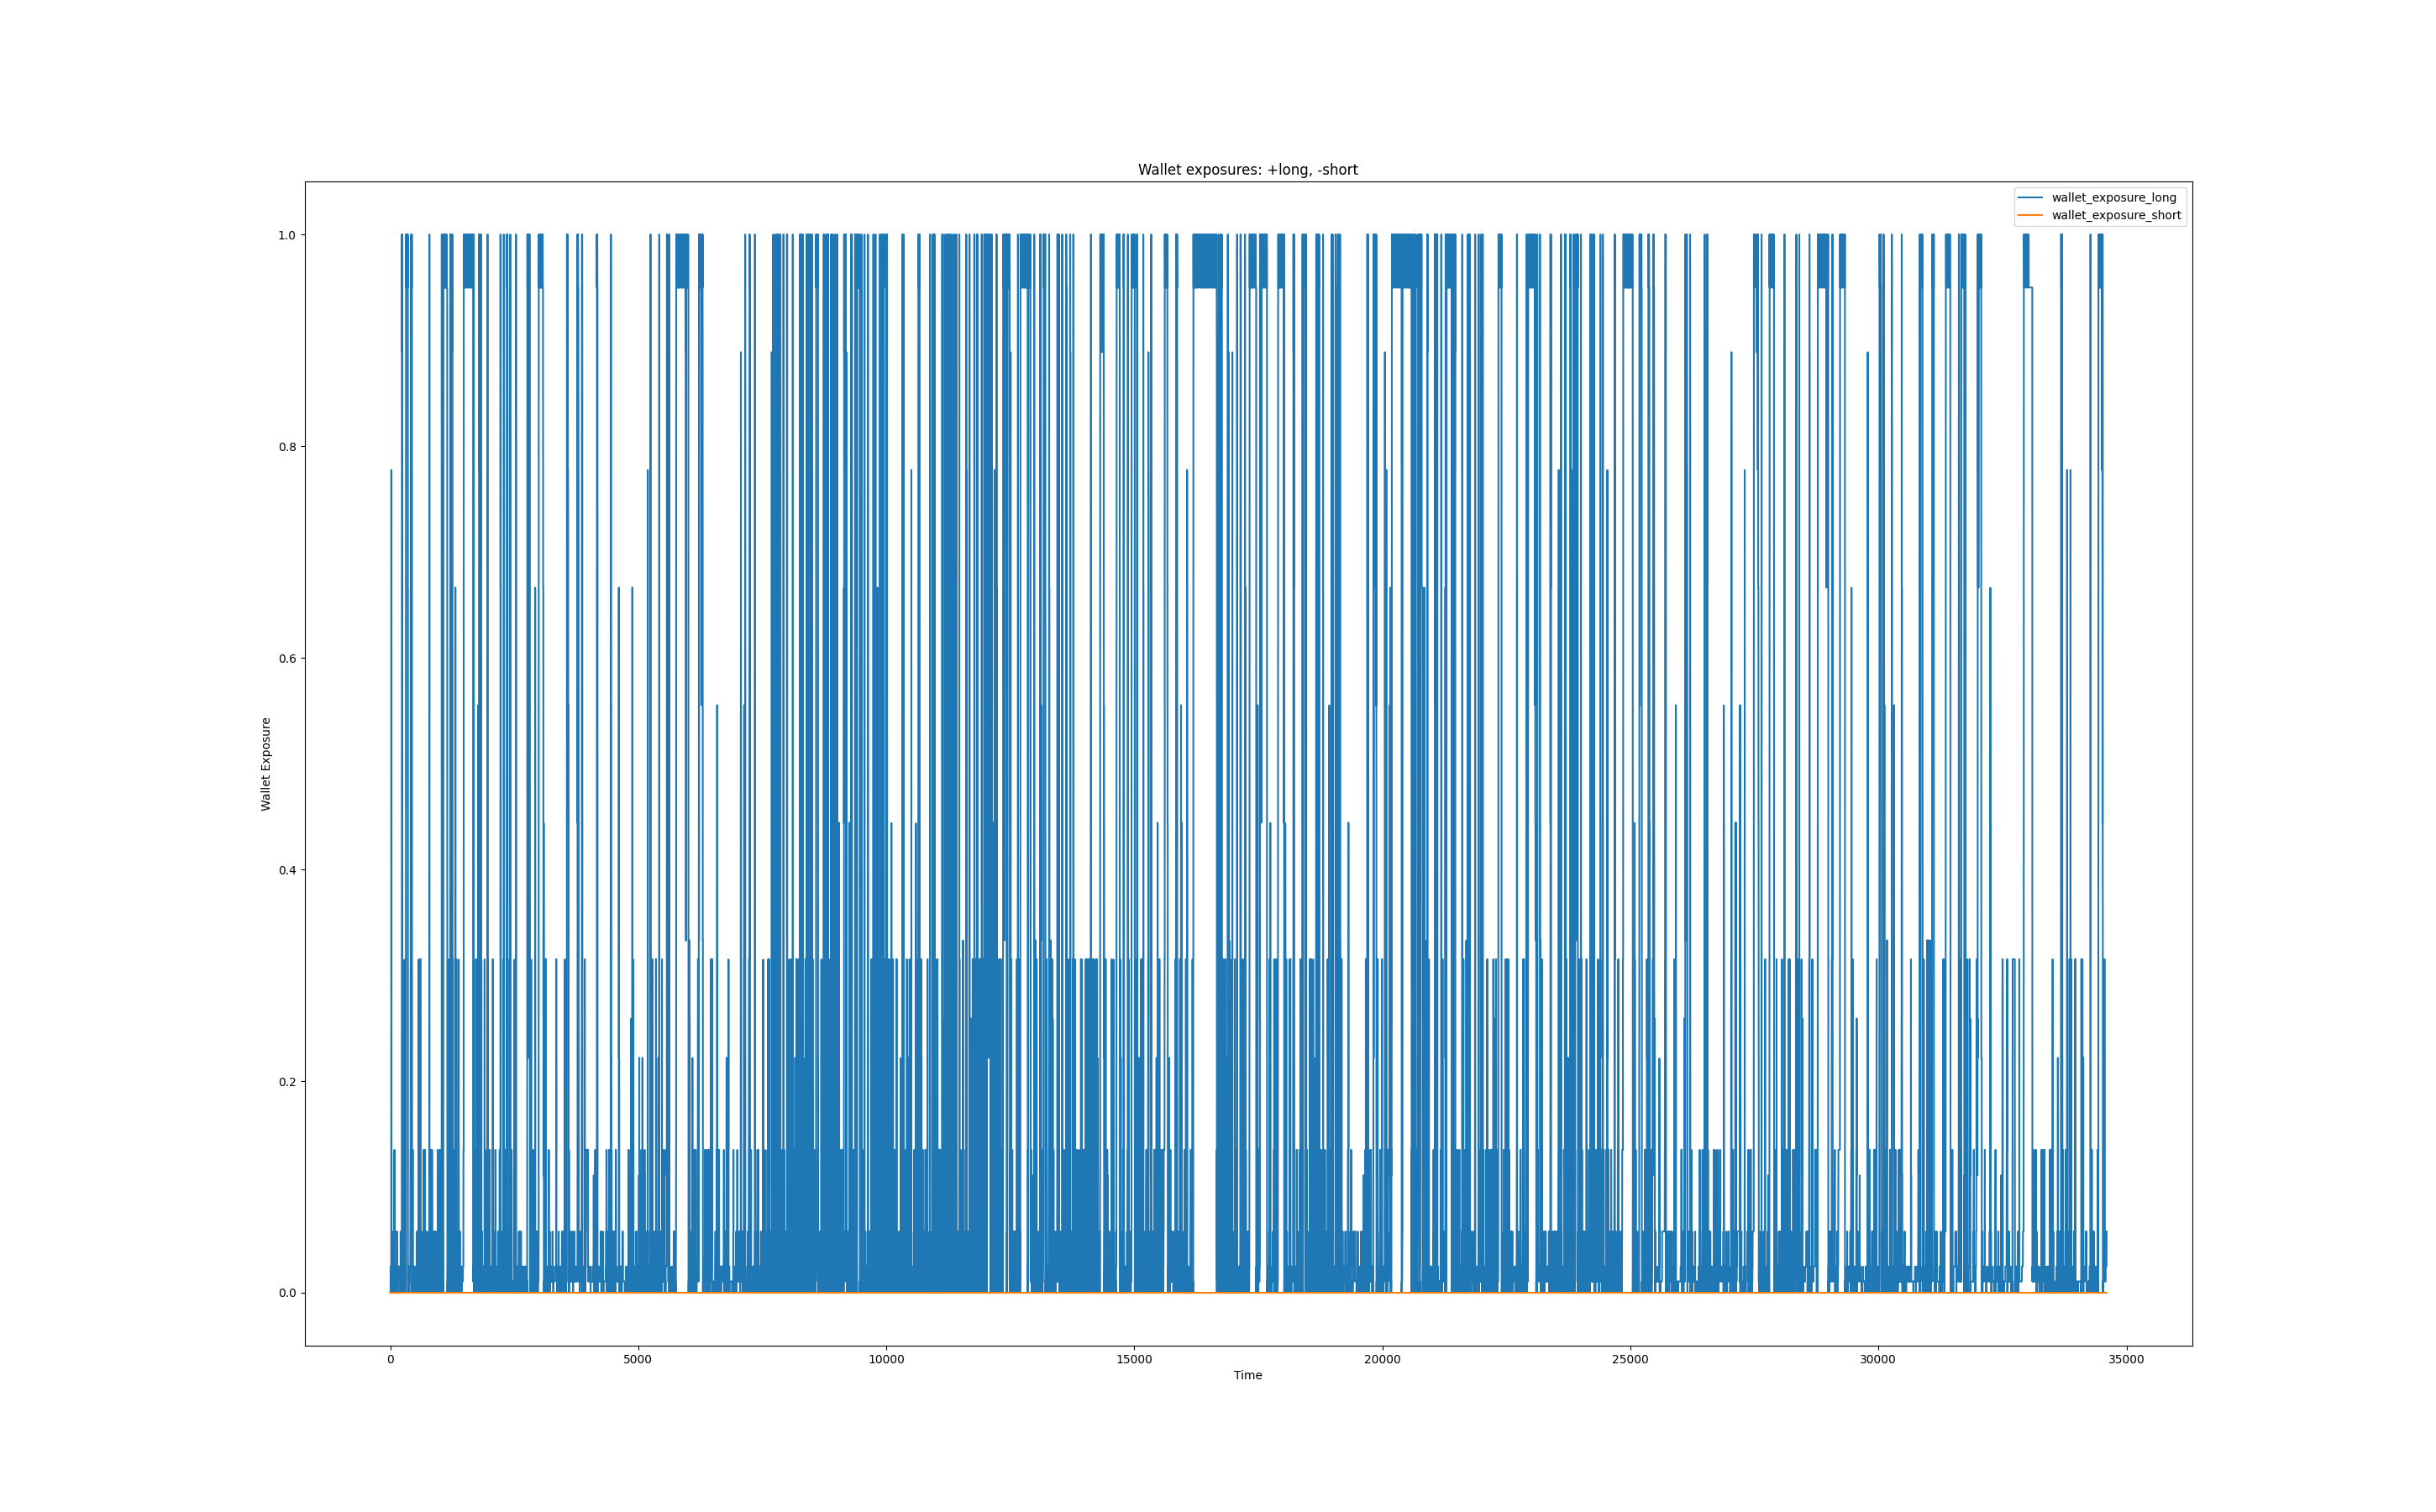 Wallet exposures: +long, -short
wallet_exposure_long
wallet_exposure_short
1.0
0.8
0.6
0.4
0.2
0.0
Wallet Exposure
0 5000 10000 15000 20000 25000 30000 35000
Time